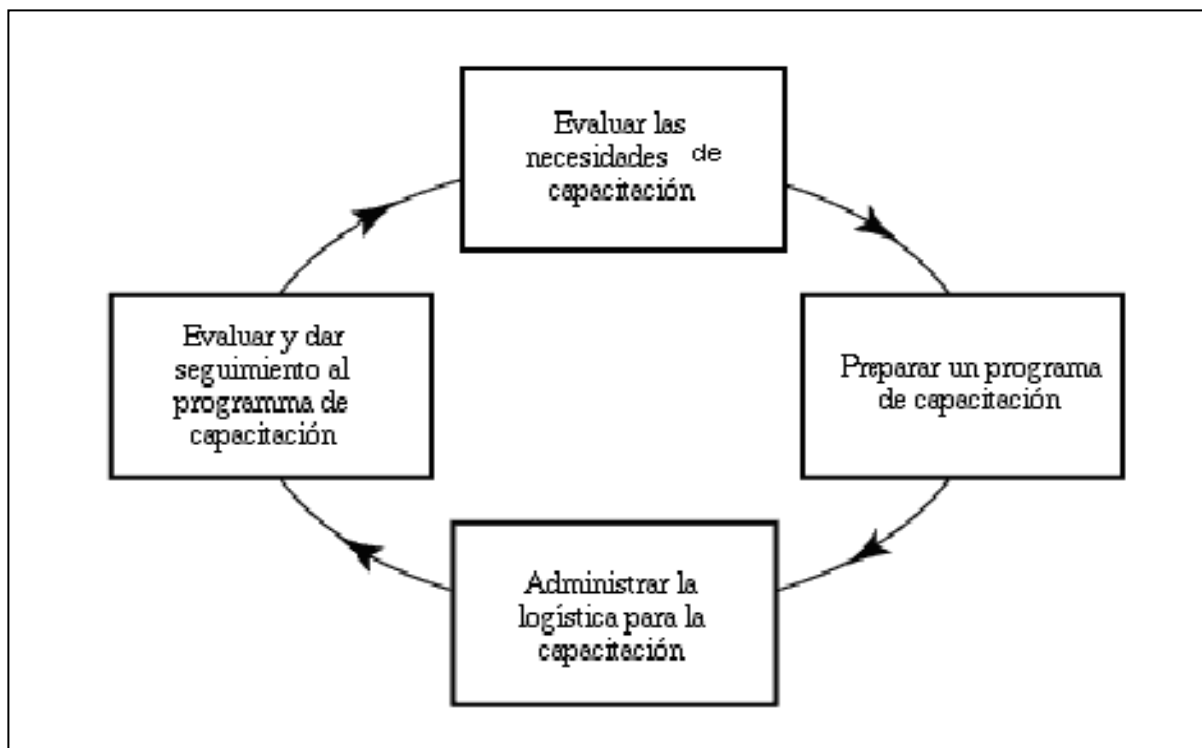 Evaluar las
necesidades de
capacitación
Preparar un programa
de capacitación
Administrar la
logística para la
capacitación
Evaluar y dar
seguimiento al
programma de
capacitación